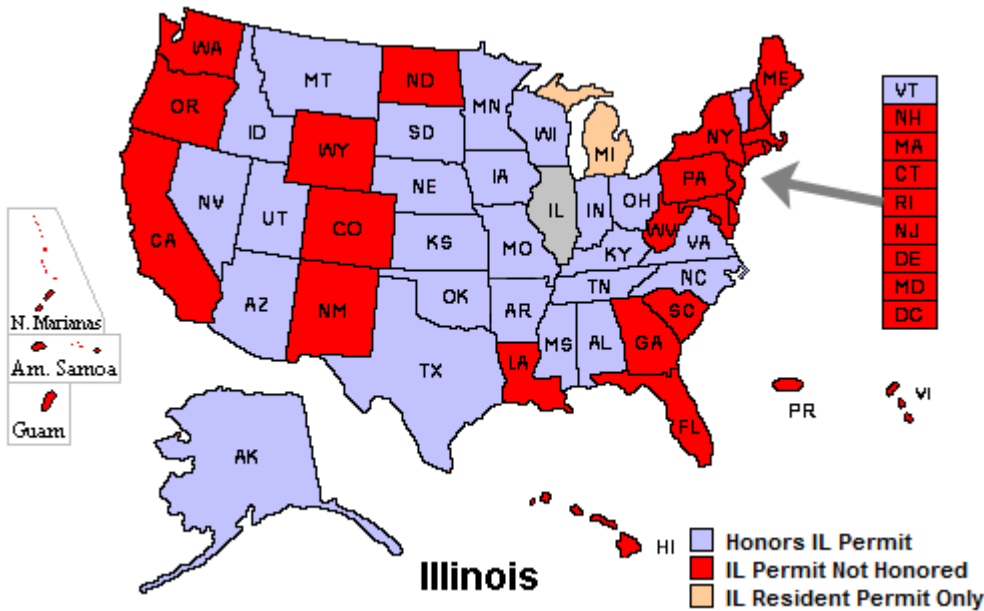 WA
OR
CA
ID
NV
MT
WY
UT
CO
AZ
NM
ND
SD
NE
KS
OK
TX
MN
IA
MO
AR
LA
WI
IL
MI
IN
OH
KY
TN
MS
AL
GA
FL
SC
NC
VA
WV
PA
NY
ME
VT
NH
MA
CT
RI
NJ
DE
MD
DC
N. Marianas
Am. Samoa
Guam
AK
HI
PR
VI
Illinois
Honors IL Permit
IL Permit Not Honored
IL Resident Permit Only